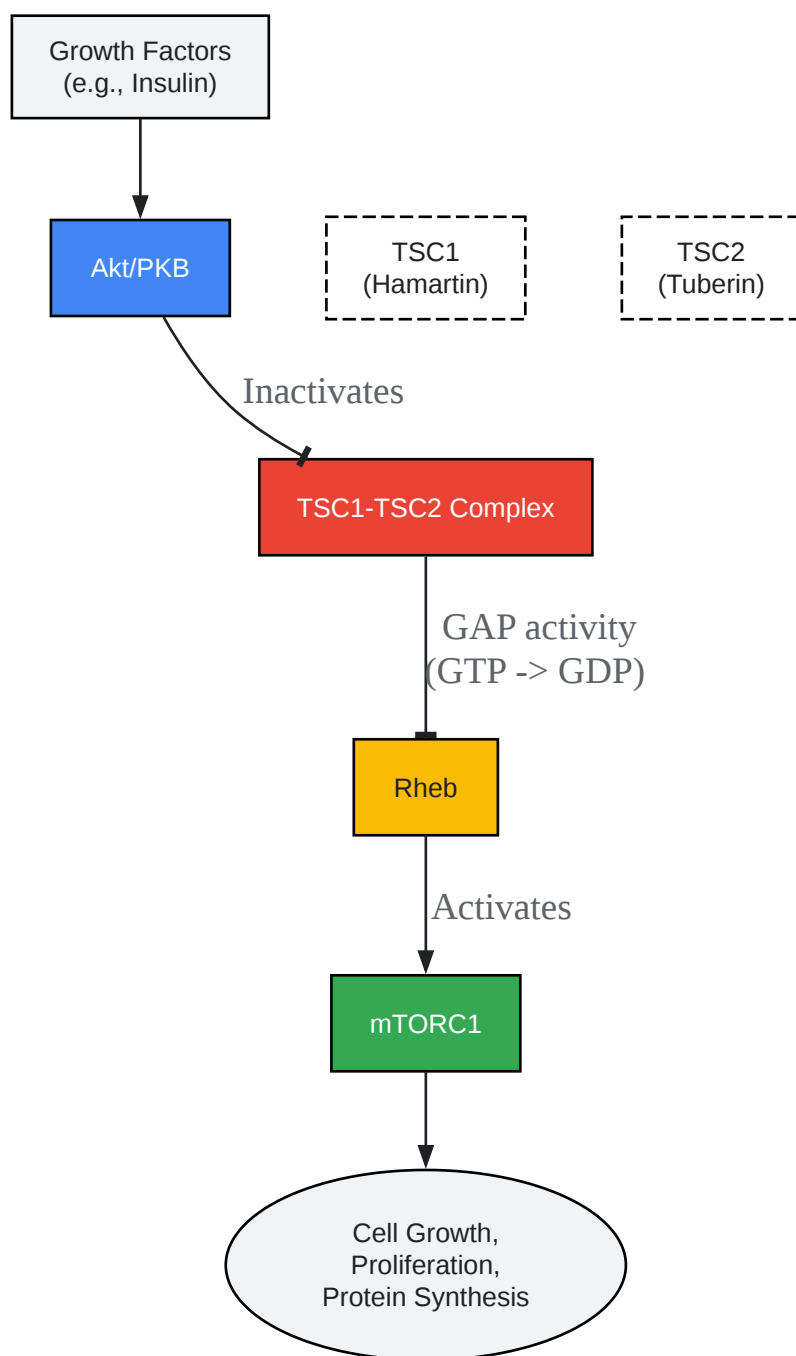 Growth Factors
(e.g., Insulin)
Akt/PKB
TSC1
(Hamartin)
TSC2
(Tuberin)
Inactivates
TSC1-TSC2 Complex
GAP activity
(GTP -> GDP)
Rheb
Activates
mTORC1
Cell Growth,
Proliferation,
Protein Synthesis